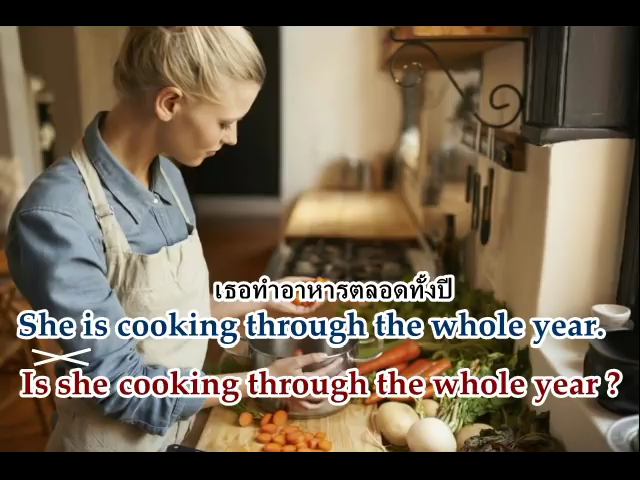 เธอทำอาหารตลอดทั้งปี
She is cooking through the whole year.
Is she cooking through the whole year ?